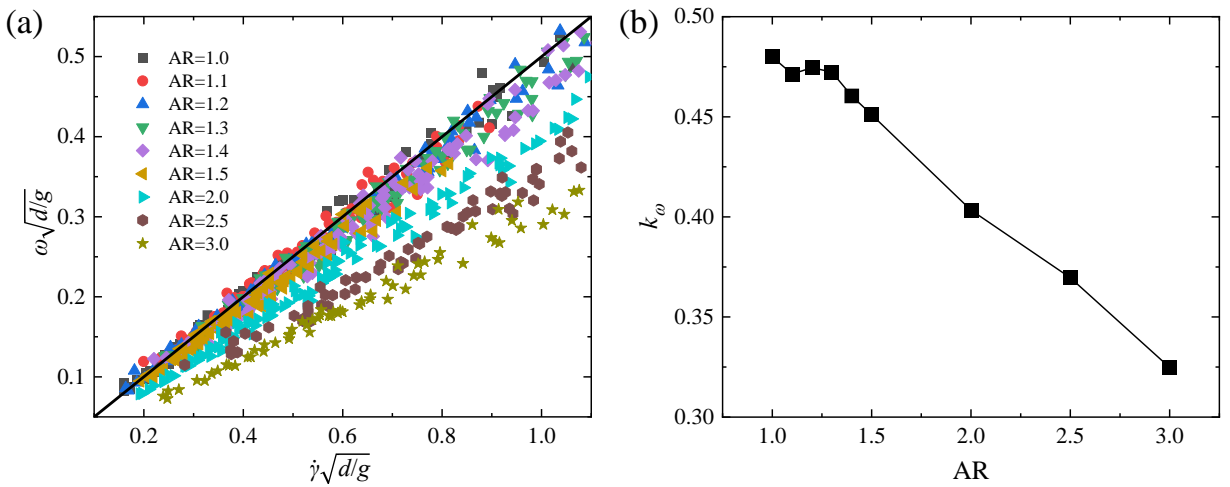 (a)
0.5
0.4
0.3
0.2
0.1
ω√d/g
AR=1.0
AR=1.1
AR=1.2
AR=1.3
AR=1.4
AR=1.5
AR=2.0
AR=2.5
AR=3.0
0.2 0.4 0.6 0.8 1.0
γ̇√d/g
(b)
0.50
0.45
0.40
0.35
0.30
k_ω
1.0 1.5 2.0 2.5 3.0
AR